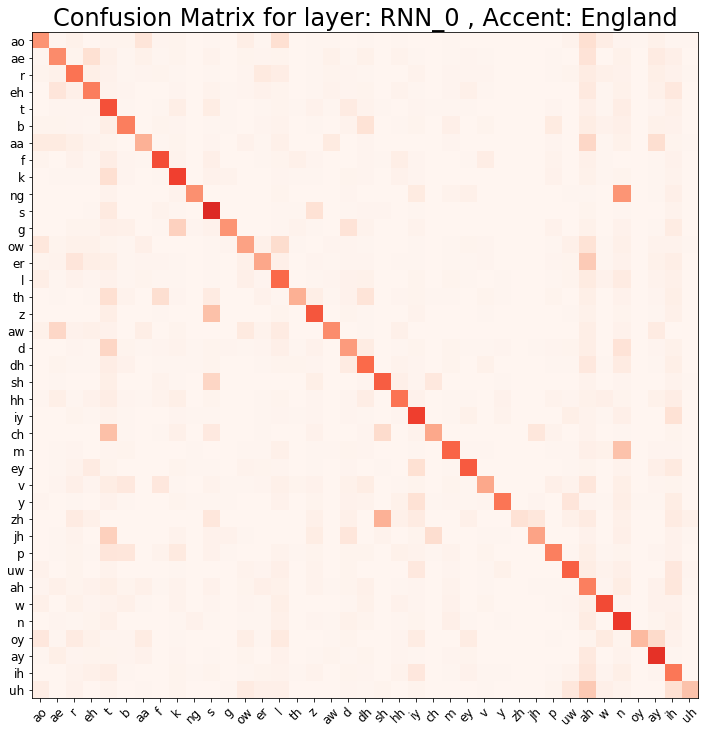 Confusion Matrix for layer: RNN_0 , Accent: England
ao
ae
r
eh
t
b
aa
f
k
ng
s
g
ow
er
l
th
z
aw
d
dh
sh
hh
iy
ch
m
ey
v
y
zh
jh
p
uw
ah
w
n
oy
ay
ih
uh
ao ae r eh t b aa f k ng s g ow er l th z aw d dh sh hh iy ch m ey v y zh jh p uw ah w n oy ay ih uh